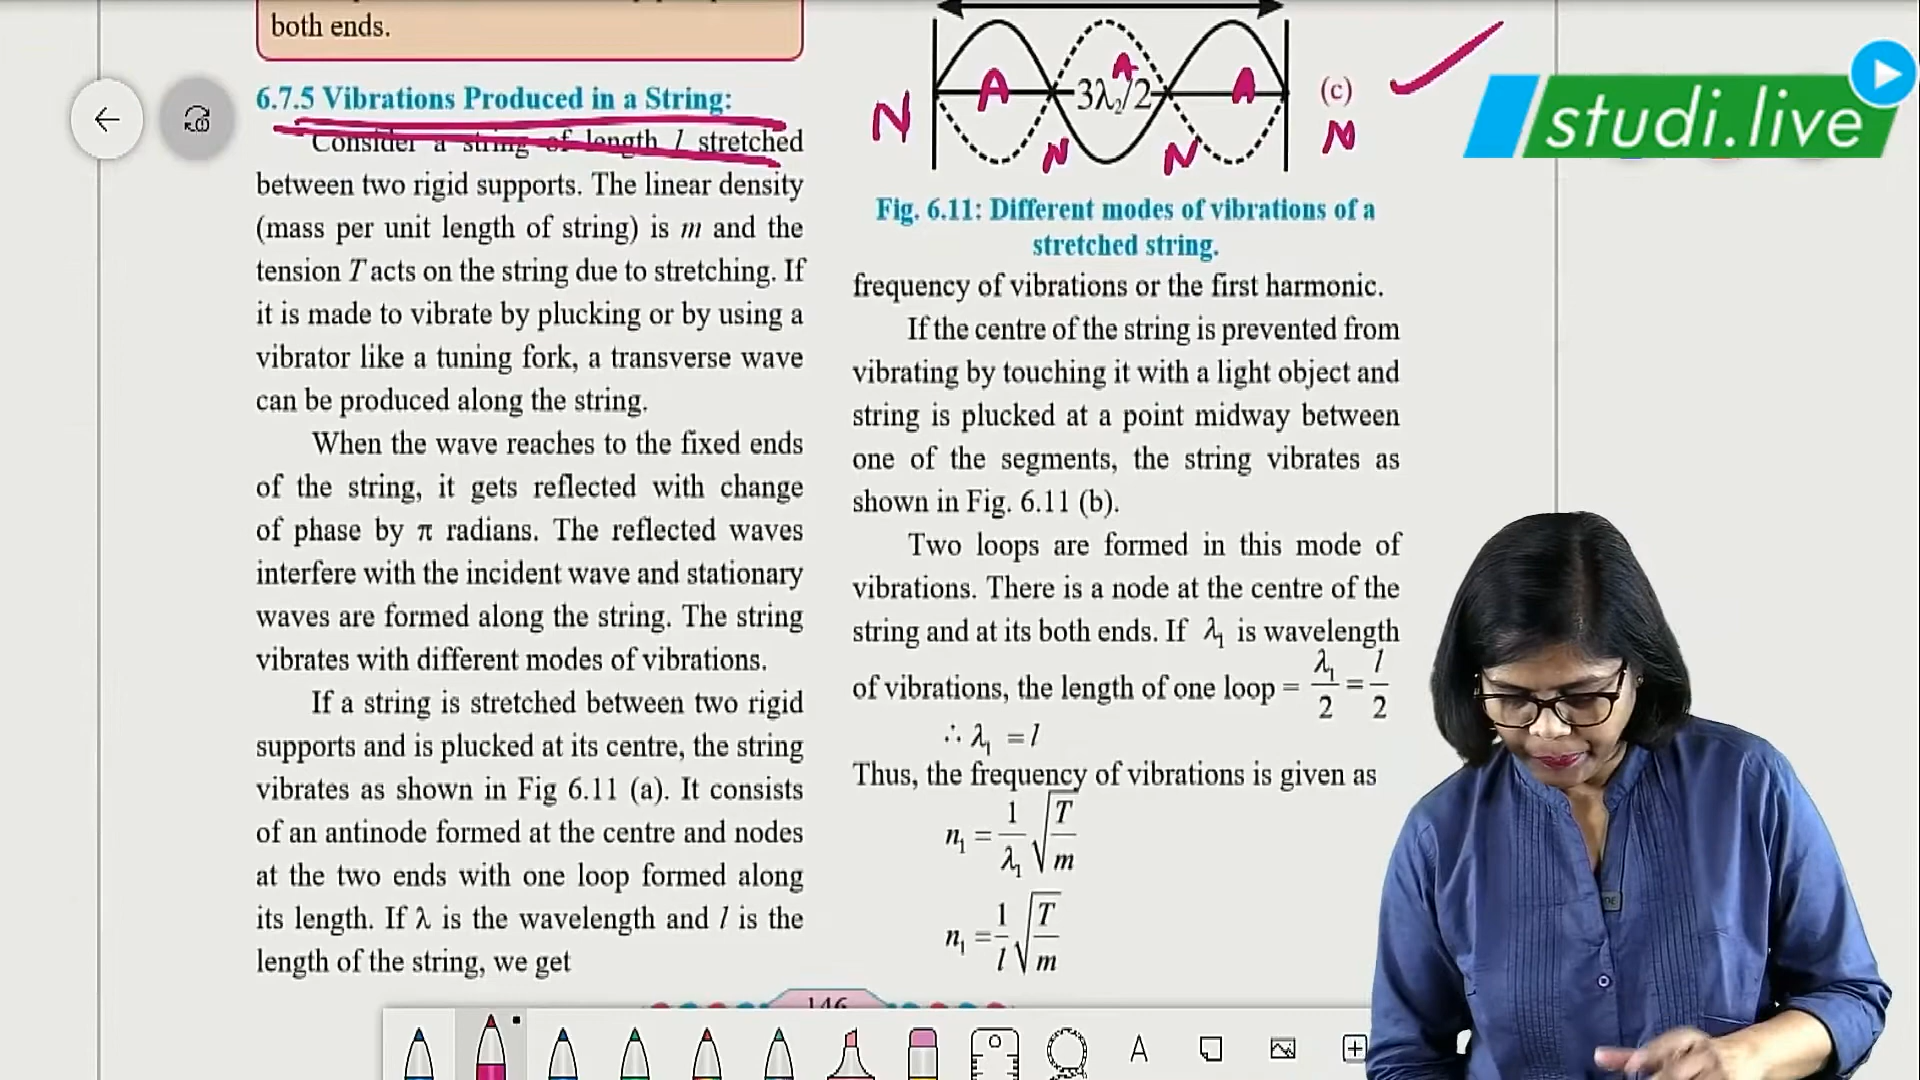 both ends.
6.7.5 Vibrations Produced in a String:
Consider a string of length l stretched
between two rigid supports. The linear density
(mass per unit length of string) is m and the
tension T acts on the string due to stretching. If
it is made to vibrate by plucking or by using a
vibrator like a tuning fork, a transverse wave
can be produced along the string.
When the wave reaches to the fixed ends
of the string, it gets reflected with change
of phase by π radians. The reflected waves
interfere with the incident wave and stationary
waves are formed along the string. The string
vibrates with different modes of vibrations.
If a string is stretched between two rigid
supports and is plucked at its centre, the string
vibrates as shown in Fig 6.11 (a). It consists
of an antinode formed at the centre and nodes
at the two ends with one loop formed along
its length. If λ is the wavelength and l is the
length of the string, we get
A A A
3λ₂/2
(c)
N N N N
Fig. 6.11: Different modes of vibrations of a
stretched string.
frequency of vibrations or the first harmonic.
If the centre of the string is prevented from
vibrating by touching it with a light object and
string is plucked at a point midway between
one of the segments, the string vibrates as
shown in Fig. 6.11 (b).
Two loops are formed in this mode of
vibrations. There is a node at the centre of the
string and at its both ends. If λ₁ is wavelength
of vibrations, the length of one loop = λ₁/2 = l/2
∴ λ₁ = l
Thus, the frequency of vibrations is given as
n₁ = 1/λ₁ √(T/m)
n₁ = 1/l √(T/m)
146
studi.live
A